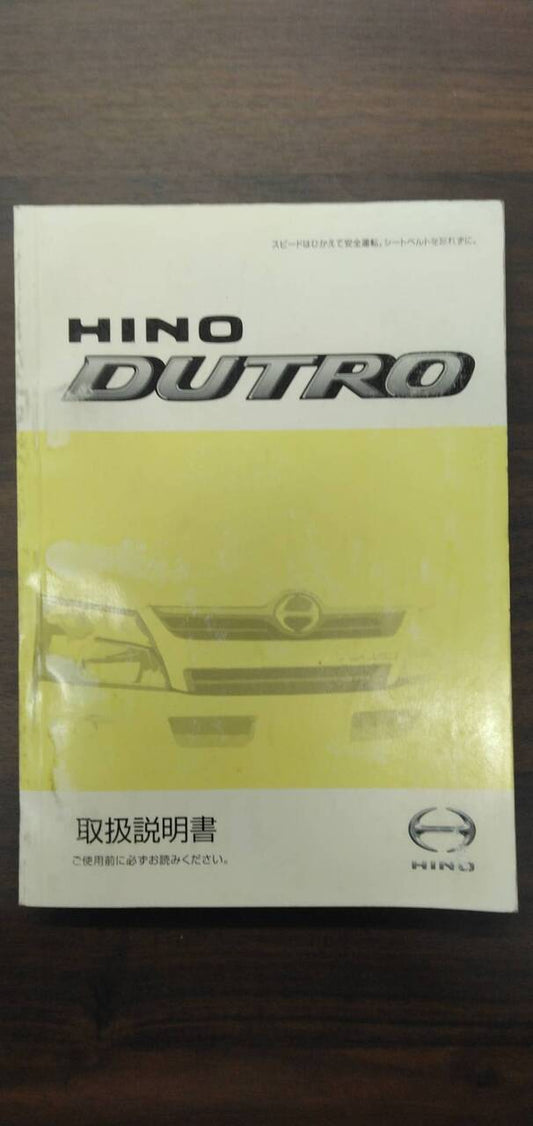 スピードはひかえて安全運転。シートベルトを忘れずに。
HINO
DUTRO
取扱説明書
ご使用前に必ずお読みください。
HINO